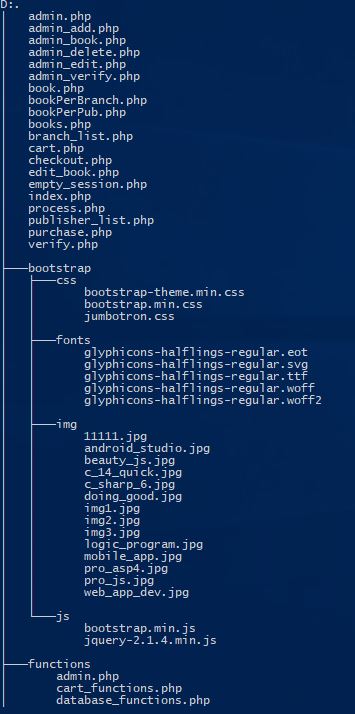 D:.
│   admin.php
│   admin_add.php
│   admin_book.php
│   admin_delete.php
│   admin_edit.php
│   admin_verify.php
│   book.php
│   bookPerBranch.php
│   bookPerPub.php
│   books.php
│   branch_list.php
│   cart.php
│   checkout.php
│   edit_book.php
│   empty_session.php
│   index.php
│   process.php
│   publisher_list.php
│   purchase.php
│   verify.php
│
├───bootstrap
│   ├───css
│   │       bootstrap-theme.min.css
│   │       bootstrap.min.css
│   │       jumbotron.css
│   │
│   ├───fonts
│   │       glyphicons-halflings-regular.eot
│   │       glyphicons-halflings-regular.svg
│   │       glyphicons-halflings-regular.ttf
│   │       glyphicons-halflings-regular.woff
│   │       glyphicons-halflings-regular.woff2
│   │
│   ├───img
│   │       11111.jpg
│   │       android_studio.jpg
│   │       beauty_js.jpg
│   │       c_14_quick.jpg
│   │       c_sharp_6.jpg
│   │       doing_good.jpg
│   │       img1.jpg
│   │       img2.jpg
│   │       img3.jpg
│   │       logic_program.jpg
│   │       mobile_app.jpg
│   │       pro_asp4.jpg
│   │       pro_js.jpg
│   │       web_app_dev.jpg
│   │
│   └───js
│           bootstrap.min.js
│           jquery-2.1.4.min.js
│
├───functions
│       admin.php
│       cart_functions.php
│       database_functions.php